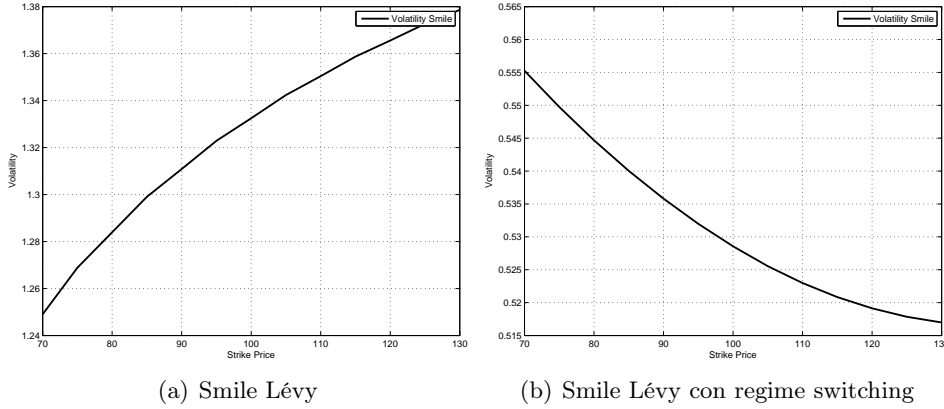 1.38
1.36
1.34
1.32
1.3
1.28
1.26
1.24
70 80 90 100 110 120 130
Volatility
Strike Price
Volatility Smile
(a) Smile Lévy
0.565
0.56
0.555
0.55
0.545
0.54
0.535
0.53
0.525
0.52
0.515
70 80 90 100 110 120 130
Volatility
Strike Price
Volatility Smile
(b) Smile Lévy con regime switching